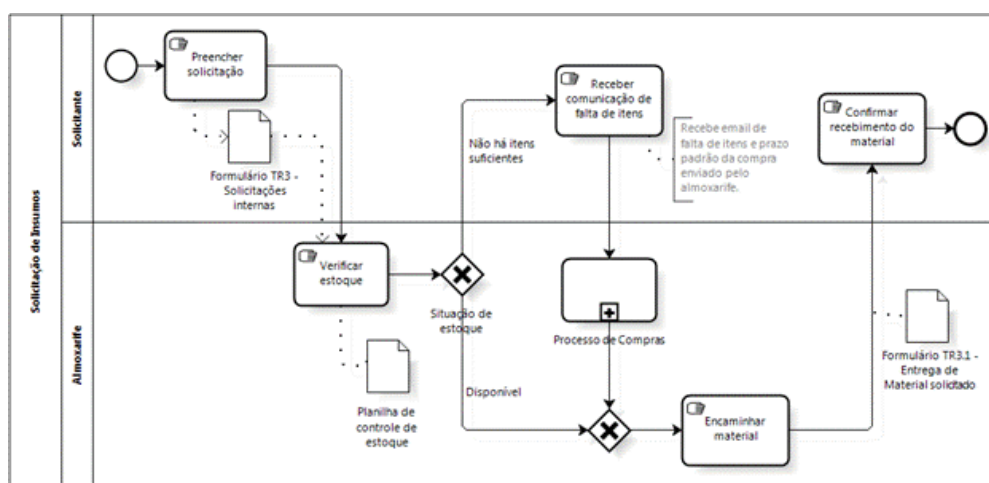 Solicitação de Insumos
Solicitante
Preencher
solicitação
Formulário TR3 -
Solicitações
internas
Não há itens
suficientes
Receber
comunicação de
falta de itens
Recebe email de
falta de itens e prazo
padrão da compra
enviado pelo
almoxarife.
Confirmar
recebimento do
material
Almoxarife
Verificar
estoque
Planilha de
controle de
estoque
Situação de
estoque
Disponível
Processo de Compras
Encaminhar
material
Formulário TR3.1 -
Entrega de
Material solicitado